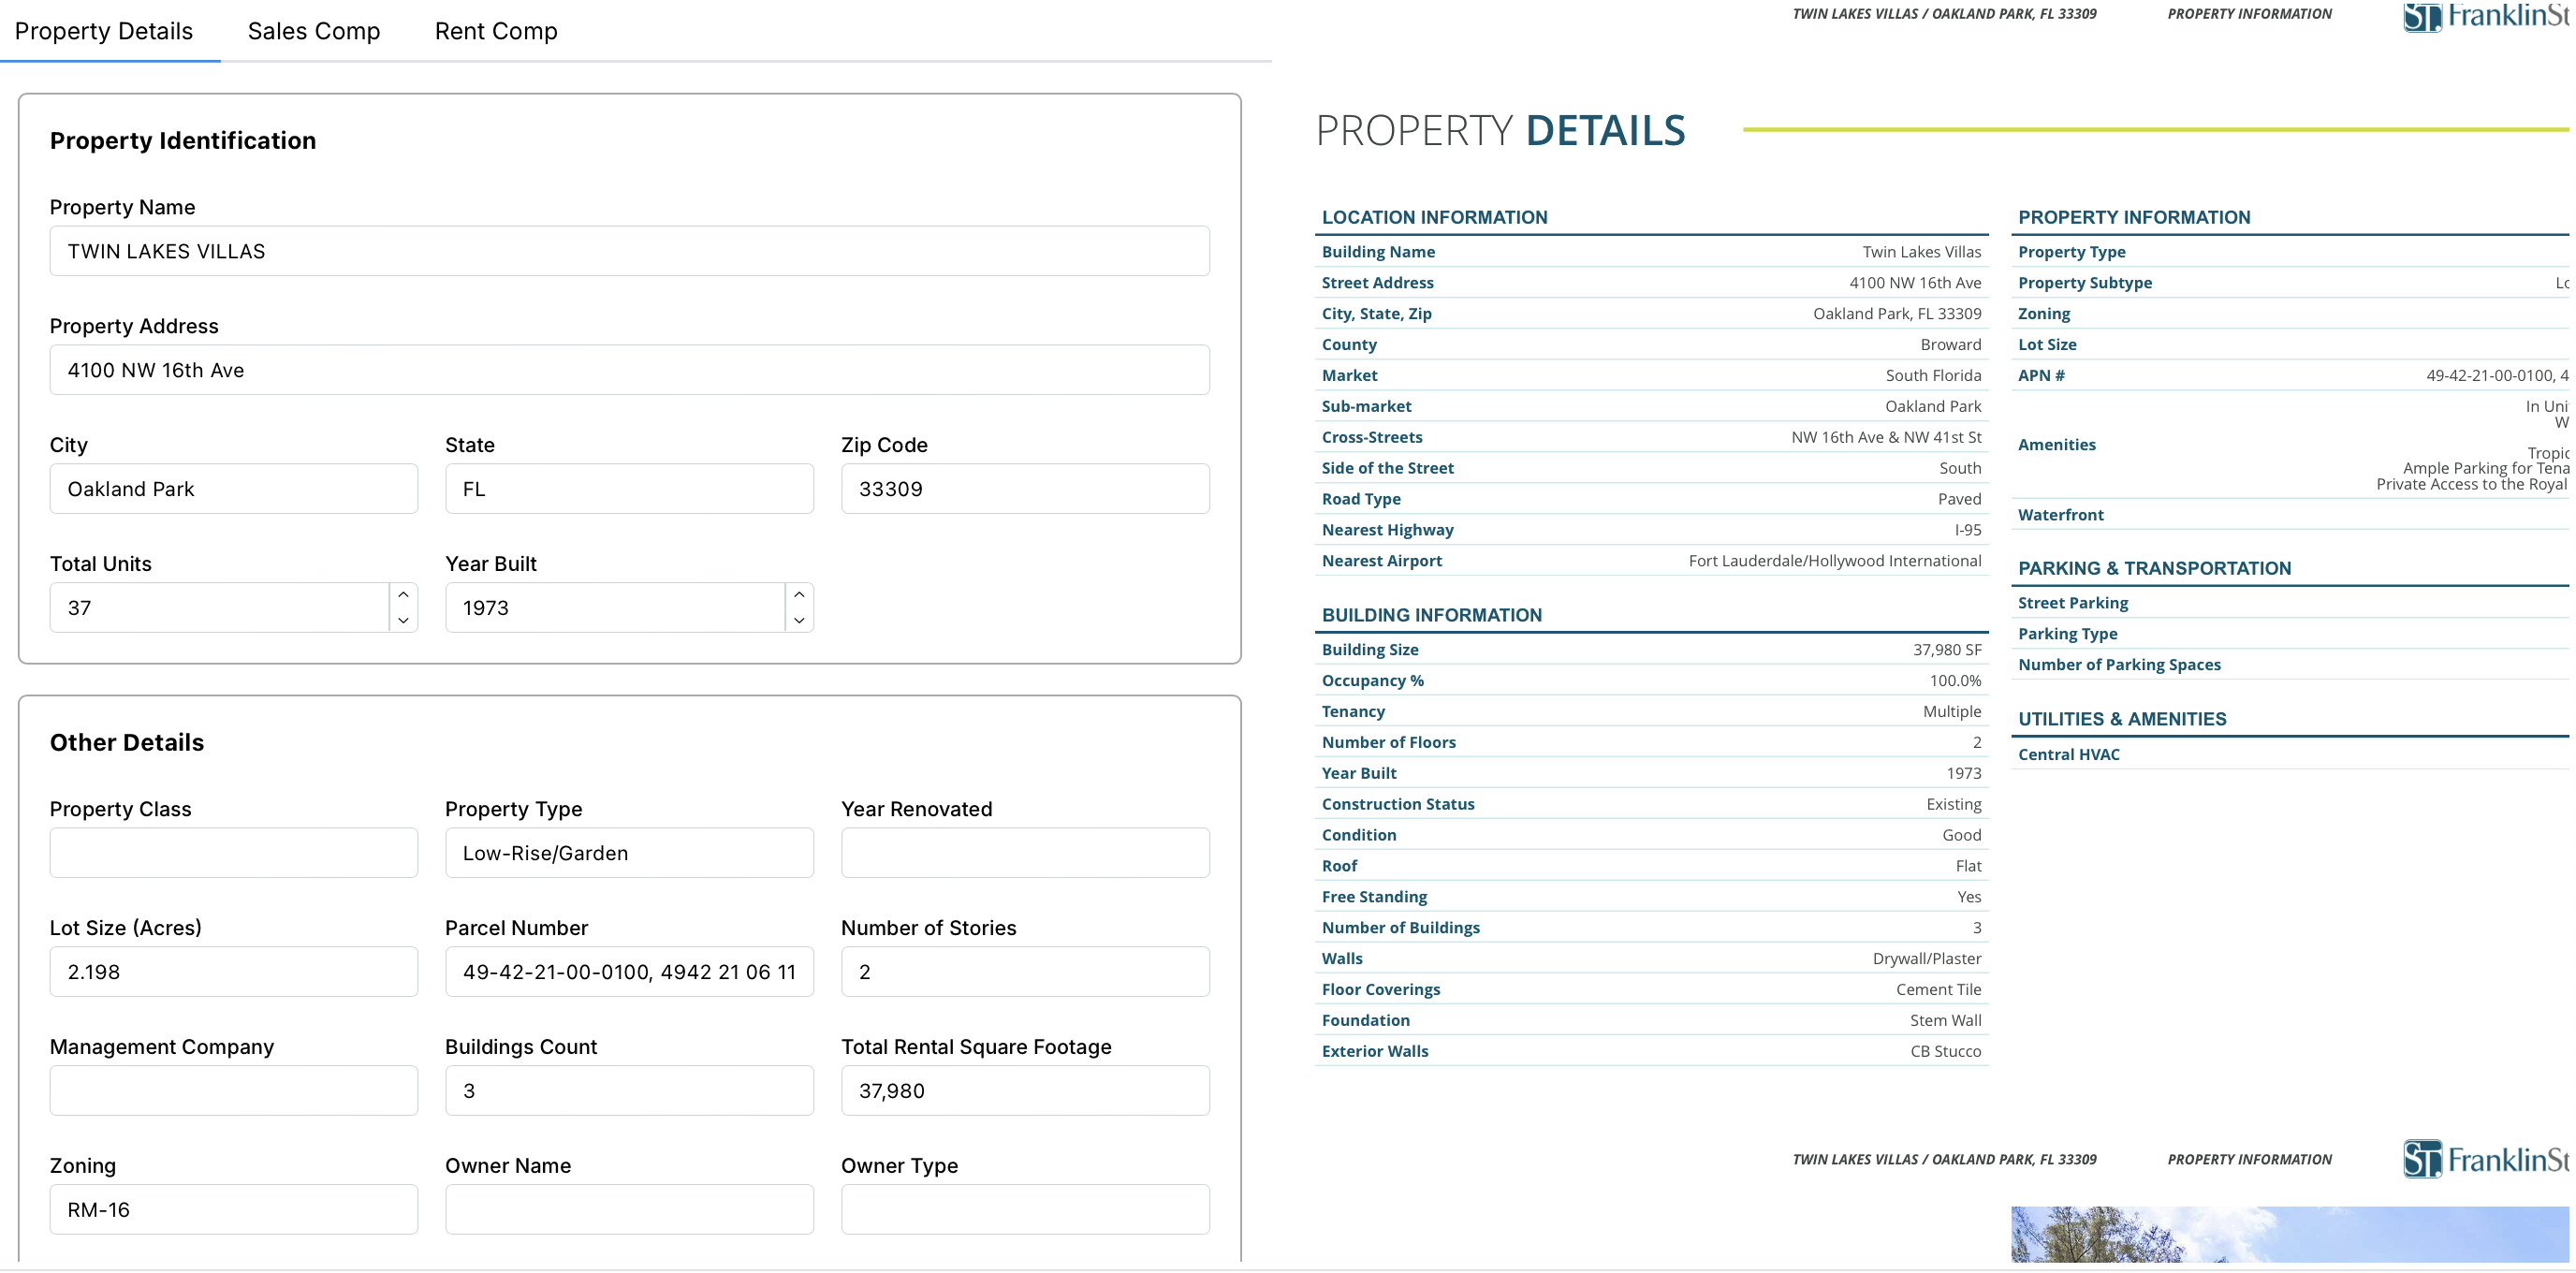 Property Details
Sales Comp
Rent Comp
Property Identification
Property Name
TWIN LAKES VILLAS
Property Address
4100 NW 16th Ave
City
State
Zip Code
Oakland Park
FL
33309
Total Units
Year Built
37
1973
Other Details
Property Class
Property Type
Year Renovated
Low-Rise/Garden
Lot Size (Acres)
Parcel Number
Number of Stories
2.198
49-42-21-00-0100, 4942 21 06 11
2
Management Company
Buildings Count
Total Rental Square Footage
3
37,980
Zoning
Owner Name
Owner Type
RM-16
TWIN LAKES VILLAS / OAKLAND PARK, FL 33309
PROPERTY INFORMATION
ST. FranklinSt
PROPERTY DETAILS
LOCATION INFORMATION
Building Name Twin Lakes Villas
Street Address 4100 NW 16th Ave
City, State, Zip Oakland Park, FL 33309
County Broward
Market South Florida
Sub-market Oakland Park
Cross-Streets NW 16th Ave & NW 41st St
Side of the Street South
Road Type Paved
Nearest Highway I-95
Nearest Airport Fort Lauderdale/Hollywood International
BUILDING INFORMATION
Building Size 37,980 SF
Occupancy % 100.0%
Tenancy Multiple
Number of Floors 2
Year Built 1973
Construction Status Existing
Condition Good
Roof Flat
Free Standing Yes
Number of Buildings 3
Walls Drywall/Plaster
Floor Coverings Cement Tile
Foundation Stem Wall
Exterior Walls CB Stucco
PROPERTY INFORMATION
Property Type
Property Subtype Lo
Zoning
Lot Size
APN # 49-42-21-00-0100, 4
In Uni
W
Amenities
Tropic
Ample Parking for Tena
Private Access to the Royal
Waterfront
PARKING & TRANSPORTATION
Street Parking
Parking Type
Number of Parking Spaces
UTILITIES & AMENITIES
Central HVAC
TWIN LAKES VILLAS / OAKLAND PARK, FL 33309
PROPERTY INFORMATION
ST. FranklinSt